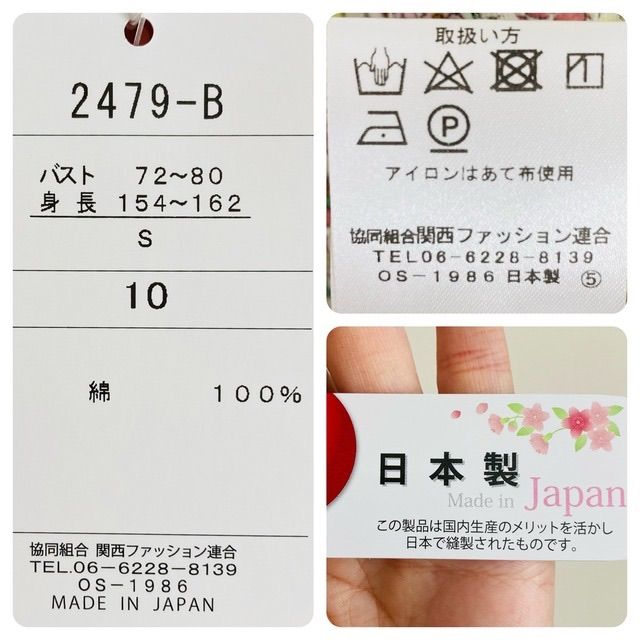 2479-B
バスト 72～80
身長 154～162
S
10
綿 100%
協同組合 関西ファッション連合
TEL.06-6228-8139
OS-1986
MADE IN JAPAN
取扱い方
P
アイロンはあて布使用
協同組合関西ファッション連合
TEL06-6228-8139
OS-1986 日本製 ⑤
日本製
Made in Japan
この製品は国内生産のメリットを活かし
日本で縫製されたものです。